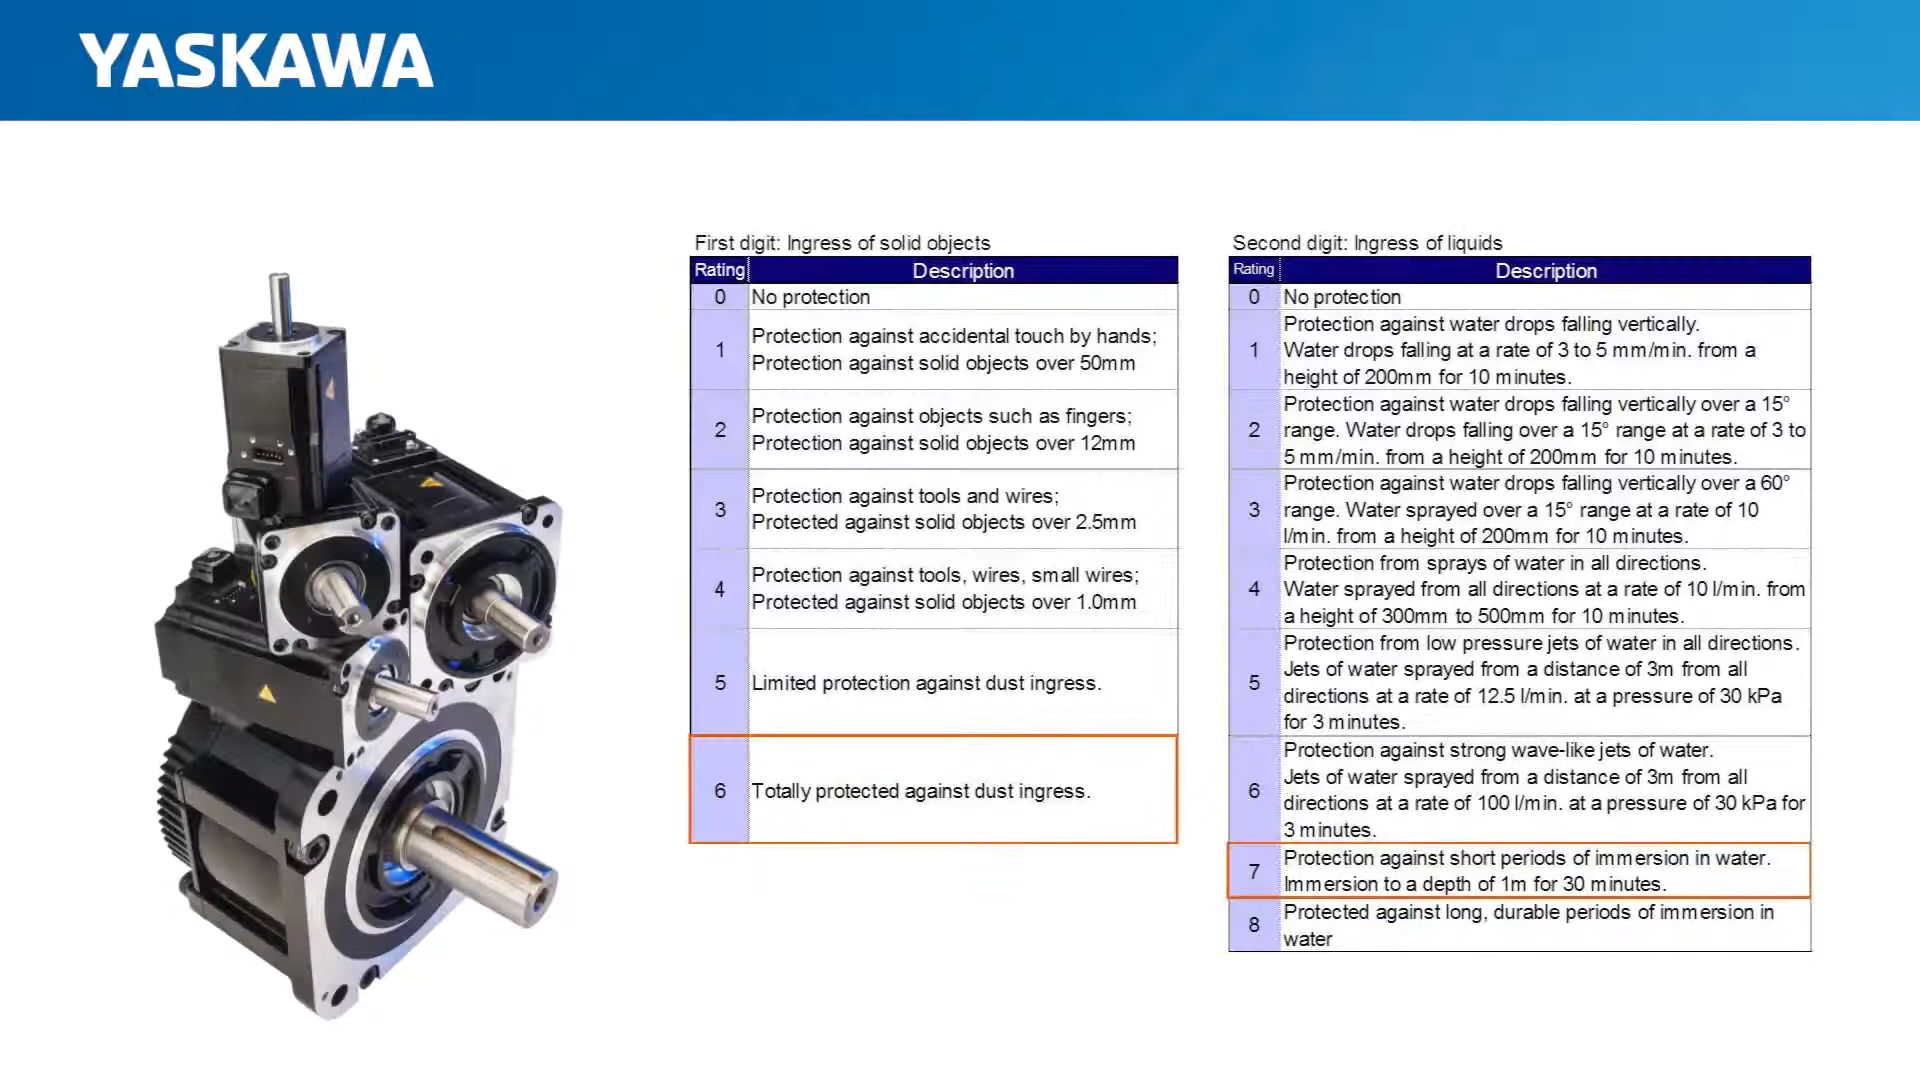 YASKAWA
First digit: Ingress of solid objects
Rating Description
0 No protection
1 Protection against accidental touch by hands;
Protection against solid objects over 50mm
2 Protection against objects such as fingers;
Protection against solid objects over 12mm
3 Protection against tools and wires;
Protected against solid objects over 2.5mm
4 Protection against tools, wires, small wires;
Protected against solid objects over 1.0mm
5 Limited protection against dust ingress.
6 Totally protected against dust ingress.
Second digit: Ingress of liquids
Rating Description
0 No protection
Protection against water drops falling vertically.
1 Water drops falling at a rate of 3 to 5 mm/min. from a
height of 200mm for 10 minutes.
Protection against water drops falling vertically over a 15°
2 range. Water drops falling over a 15° range at a rate of 3 to
5 mm/min. from a height of 200mm for 10 minutes.
Protection against water drops falling vertically over a 60°
3 range. Water sprayed over a 15° range at a rate of 10
l/min. from a height of 200mm for 10 minutes.
Protection from sprays of water in all directions.
4 Water sprayed from all directions at a rate of 10 l/min. from
a height of 300mm to 500mm for 10 minutes.
Protection from low pressure jets of water in all directions.
Jets of water sprayed from a distance of 3m from all
5 directions at a rate of 12.5 l/min. at a pressure of 30 kPa
for 3 minutes.
Protection against strong wave-like jets of water.
Jets of water sprayed from a distance of 3m from all
6 directions at a rate of 100 l/min. at a pressure of 30 kPa for
3 minutes.
7 Protection against short periods of immersion in water.
Immersion to a depth of 1m for 30 minutes.
8 Protected against long, durable periods of immersion in
water